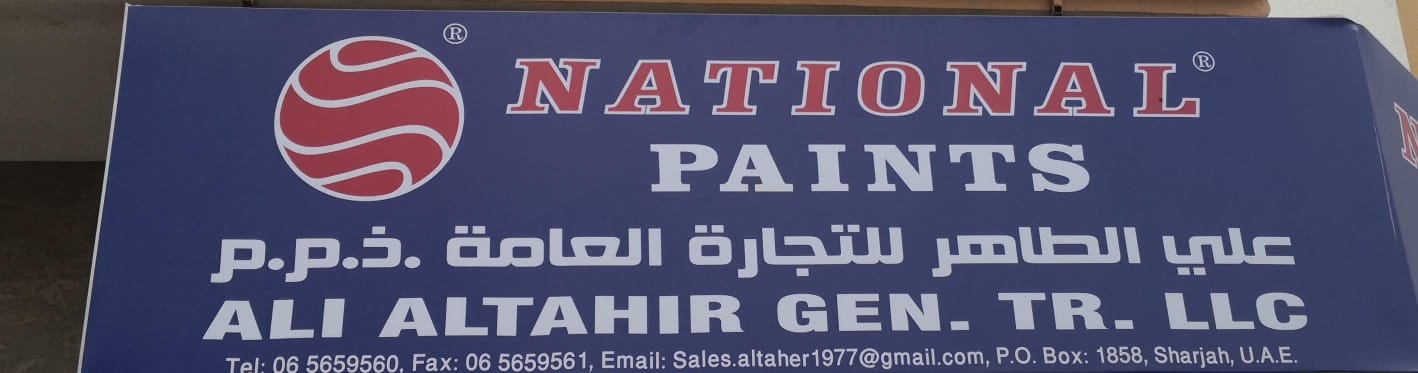 ® NATIONAL ®
PAINTS
علي الطاهر للتجارة العامة .ذ.م.م
ALI ALTAHIR GEN. TR. LLC
Tel: 06 5659560, Fax: 06 5659561, Email: Sales.altaher1977@gmail.com, P.O. Box: 1858, Sharjah, U.A.E.
N